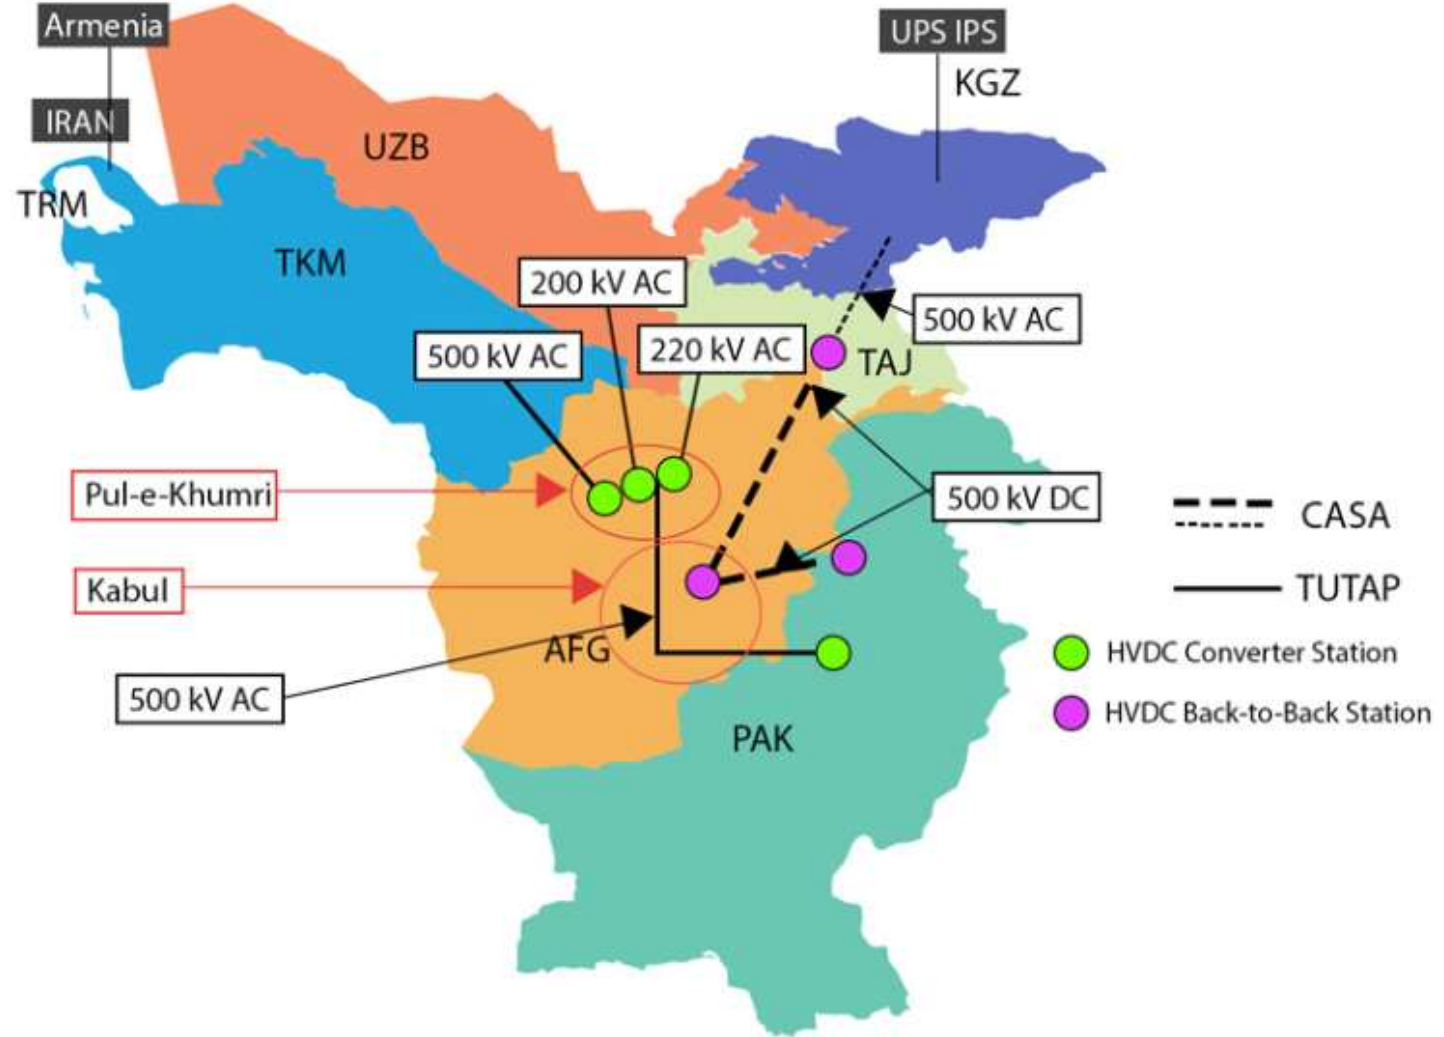 Armenia
UPS IPS
KGZ
IRAN
UZB
TRM
TKM
200 kV AC
500 kV AC
500 kV AC
220 kV AC
TAJ
Pul-e-Khumri
500 kV DC
CASA
Kabul
TUTAP
AFG
HVDC Converter Station
500 kV AC
HVDC Back-to-Back Station
PAK